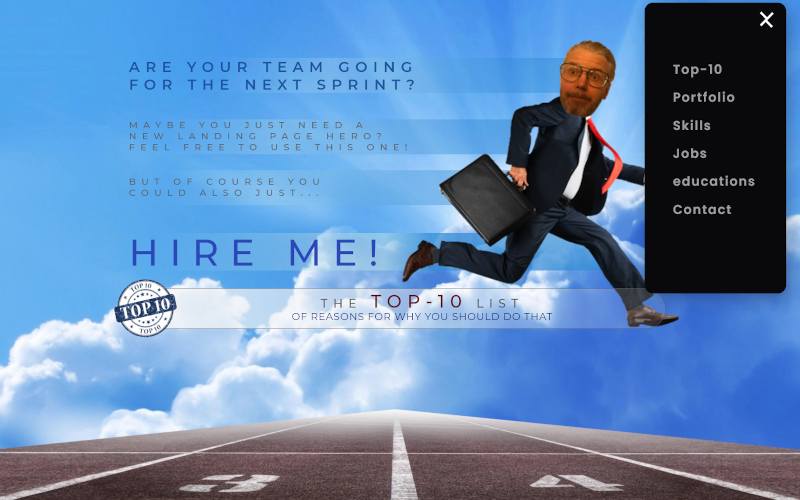 ARE YOUR TEAM GOING
FOR THE NEXT SPRINT?
MAYBE YOU JUST NEED A
NEW LANDING PAGE HERO?
FEEL FREE TO USE THIS ONE!
BUT OF COURSE YOU
COULD ALSO JUST...
HIRE ME!
TOP 10
TOP 10
TOP 10
THE TOP-10 LIST
OF REASONS FOR WHY YOU SHOULD DO THAT
Top-10
Portfolio
Skills
Jobs
educations
Contact
3 4